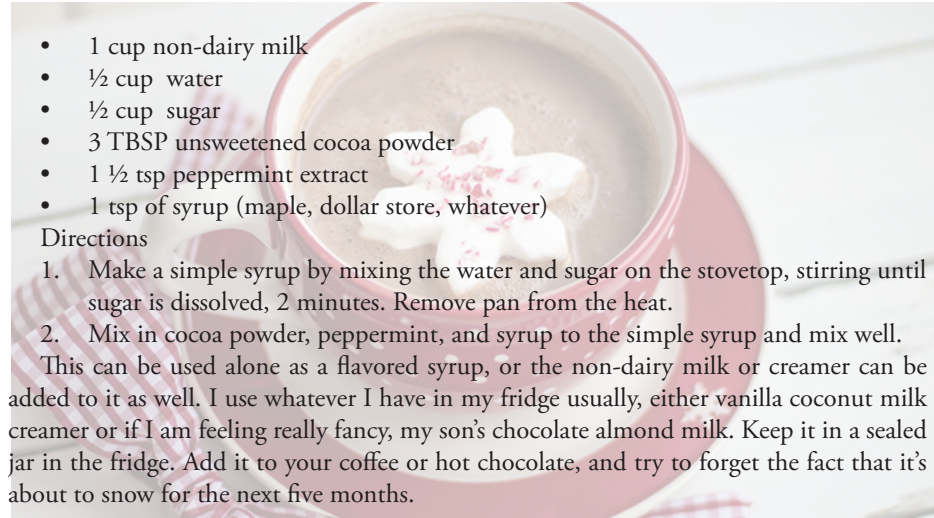 • 1 cup non-dairy milk
• ½ cup  water
• ½ cup  sugar
• 3 TBSP unsweetened cocoa powder
• 1 ½ tsp peppermint extract
• 1 tsp of syrup (maple, dollar store, whatever)
Directions
1. Make a simple syrup by mixing the water and sugar on the stovetop, stirring until
sugar is dissolved, 2 minutes. Remove pan from the heat.
2. Mix in cocoa powder, peppermint, and syrup to the simple syrup and mix well.
This can be used alone as a flavored syrup, or the non-dairy milk or creamer can be
added to it as well. I use whatever I have in my fridge usually, either vanilla coconut milk
creamer or if I am feeling really fancy, my son’s chocolate almond milk. Keep it in a sealed
jar in the fridge. Add it to your coffee or hot chocolate, and try to forget the fact that it’s
about to snow for the next five months.